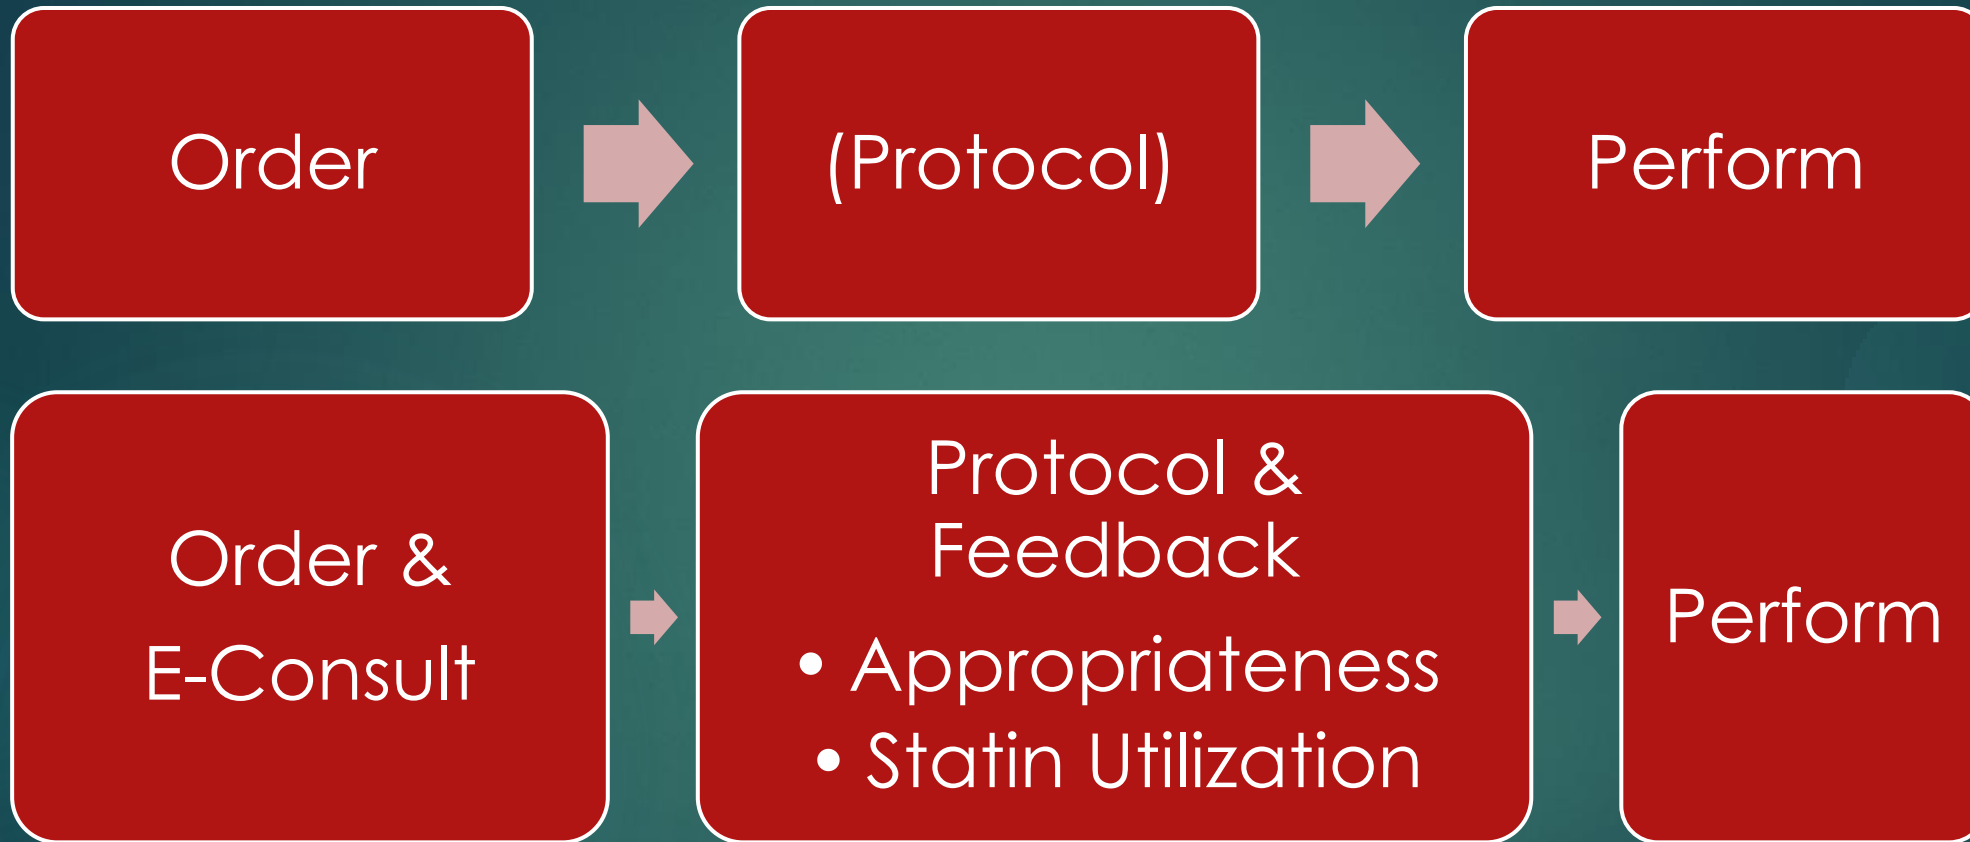 Order
(Protocol)
Perform
Order &
E-Consult
Protocol &
Feedback
• Appropriateness
• Statin Utilization
Perform